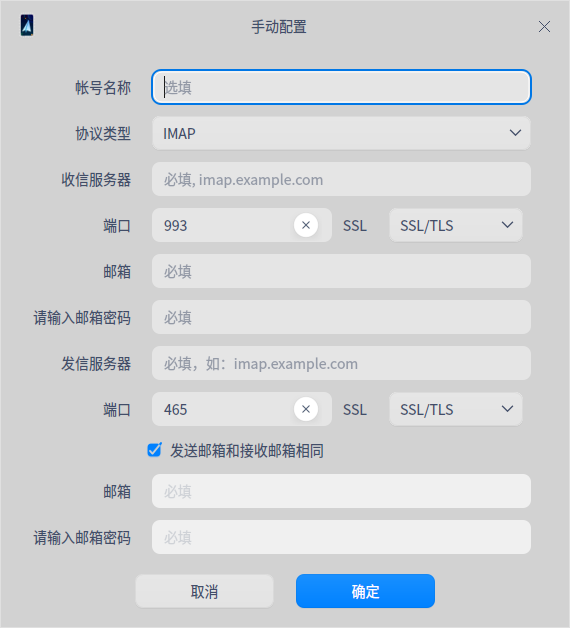 手动配置
帐号名称 选填
协议类型 IMAP
收信服务器 必填, imap.example.com
端口 993 SSL SSL/TLS
邮箱 必填
请输入邮箱密码 必填
发信服务器 必填，如：imap.example.com
端口 465 SSL SSL/TLS
发送邮箱和接收邮箱相同
邮箱 必填
请输入邮箱密码 必填
取消 确定